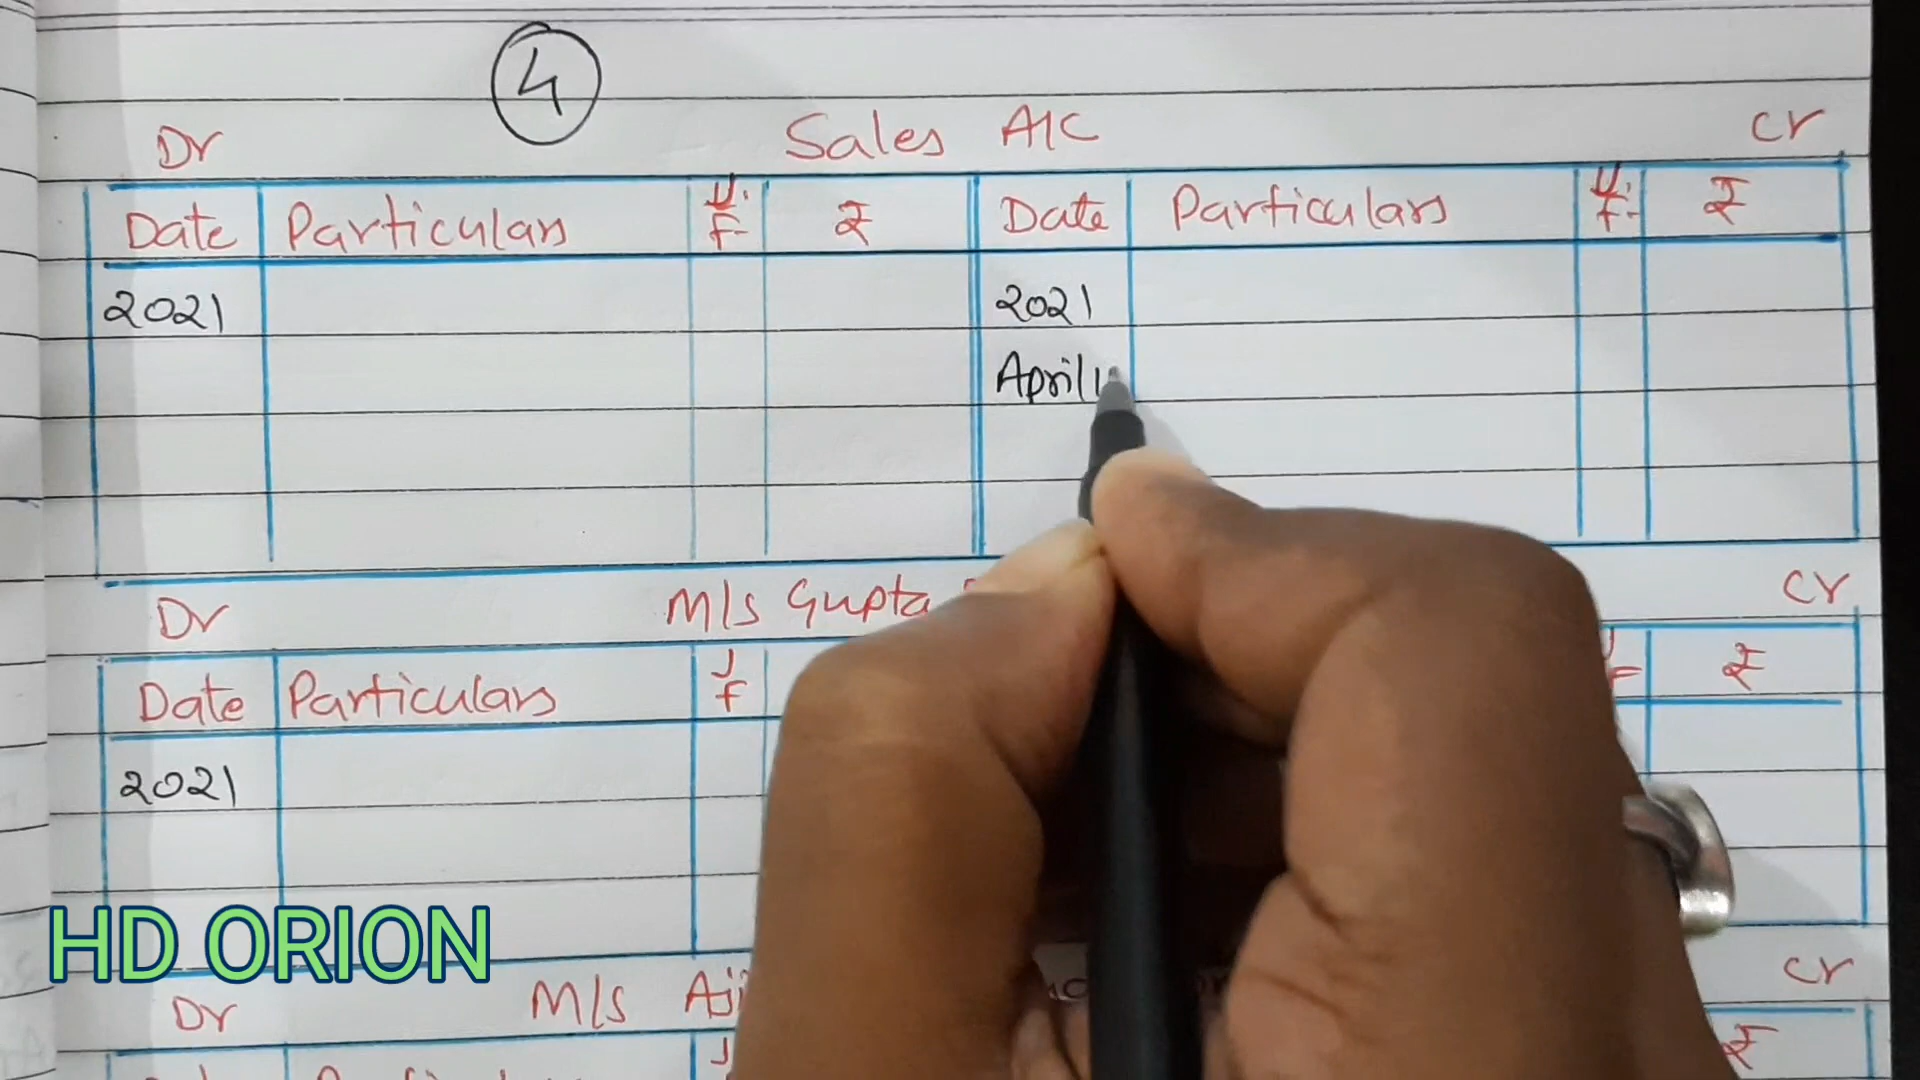 4
Dr Sales A/C Cr
Date Particulars J.F ₹ Date Particulars J.F ₹
2021 2021
April
Dr M/s Gupta Cr
Date Particulars J F ₹
2021
HD ORION
Dr M/s Cr
J ₹